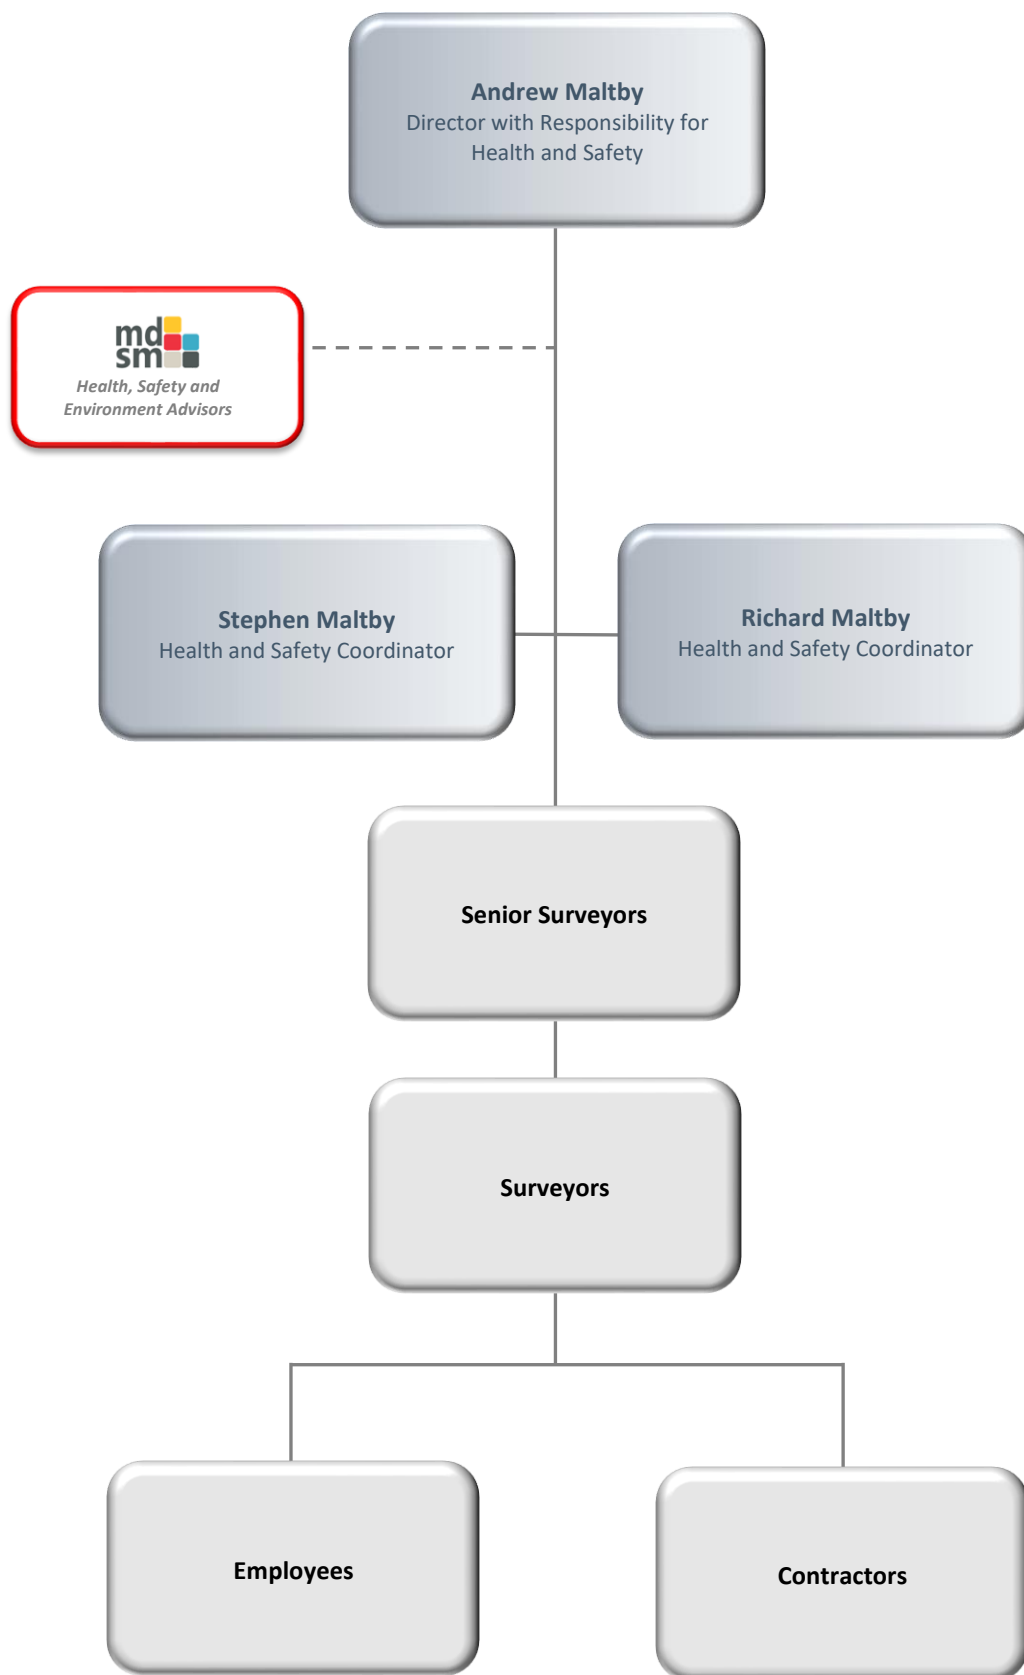 Andrew Maltby
Director with Responsibility for
Health and Safety
md
sm
Health, Safety and
Environment Advisors
Stephen Maltby
Health and Safety Coordinator
Richard Maltby
Health and Safety Coordinator
Senior Surveyors
Surveyors
Employees
Contractors